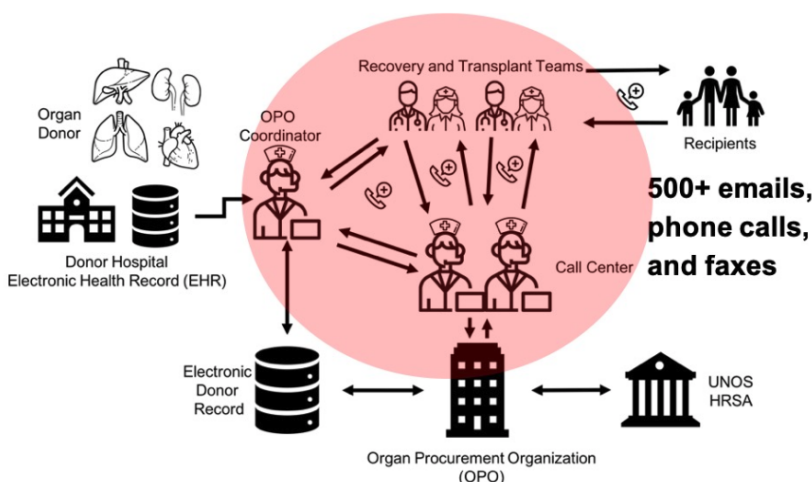 Recovery and Transplant Teams
Organ
Donor
OPO
Coordinator
Recipients
500+ emails,
phone calls,
and faxes
Donor Hospital
Electronic Health Record (EHR)
Call Center
Electronic
Donor
Record
UNOS
HRSA
Organ Procurement Organization
(OPO)